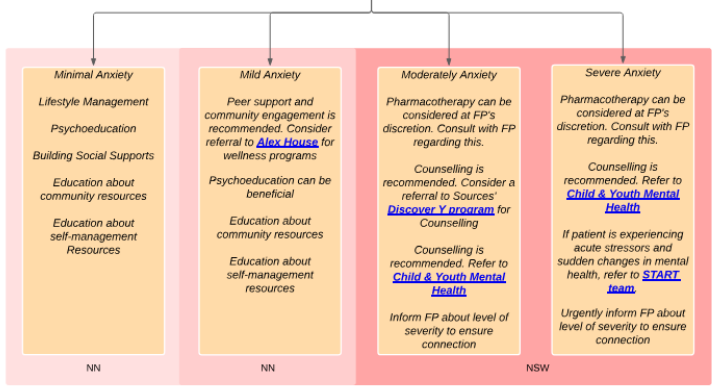 Minimal Anxiety
Lifestyle Management
Psychoeducation
Building Social Supports
Education about
community resources
Education about
self-management
Resources
NN
Mild Anxiety
Peer support and
community engagement is
recommended. Consider
referral to Alex House for
wellness programs
Psychoeducation can be
beneficial
Education about
community resources
Education about
self-management
resources
NN
Moderately Anxiety
Pharmacotherapy can be
considered at FP's
discretion. Consult with FP
regarding this.
Counselling is
recommended. Consider a
referral to Sources'
Discover Y program for
Counselling
Counselling is
recommended. Refer to
Child & Youth Mental
Health
Inform FP about level of
severity to ensure
connection
Severe Anxiety
Pharmacotherapy can be
considered at FP's
discretion. Consult with FP
regarding this.
Counselling is
recommended. Refer to
Child & Youth Mental
Health
If patient is experiencing
acute stressors and
sudden changes in mental
health, refer to START
team.
Urgently inform FP about
level of severity to ensure
connection
NSW